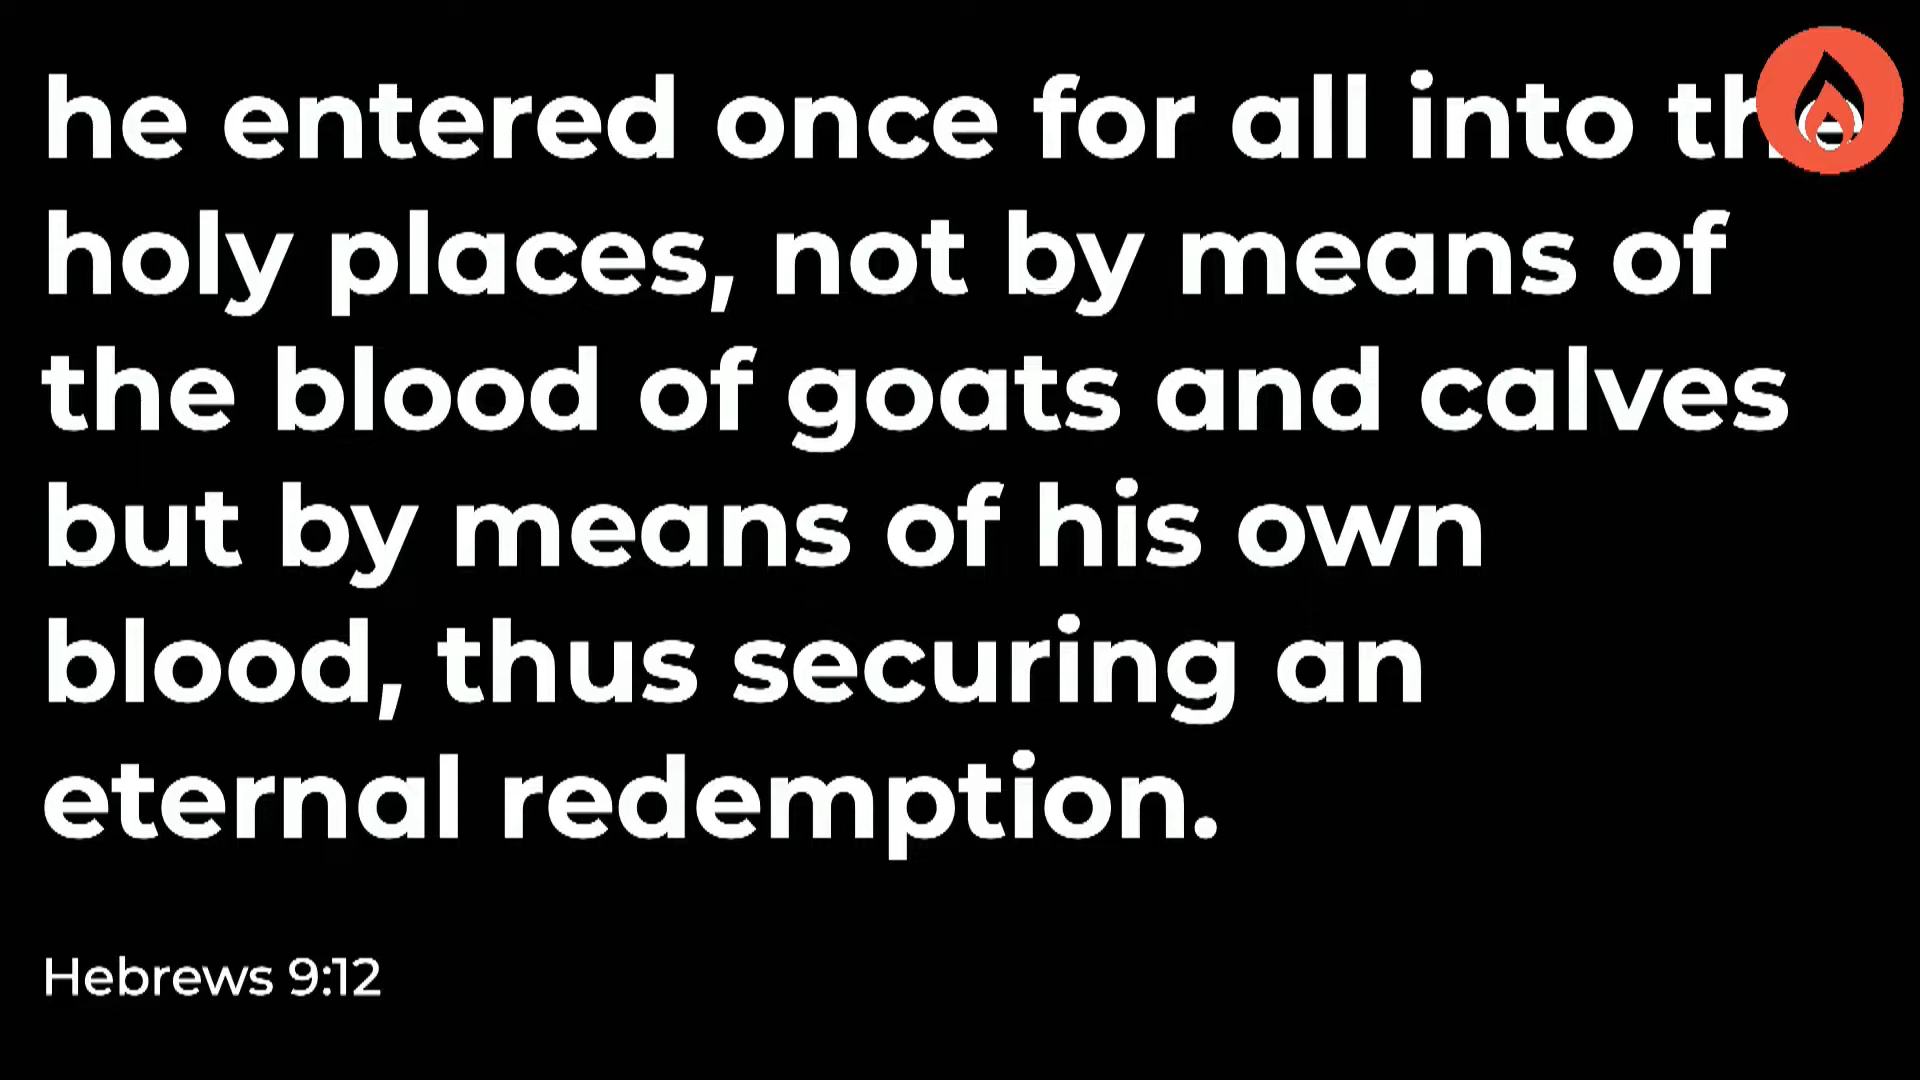 he entered once for all into the
holy places, not by means of
the blood of goats and calves
but by means of his own
blood, thus securing an
eternal redemption.
Hebrews 9:12